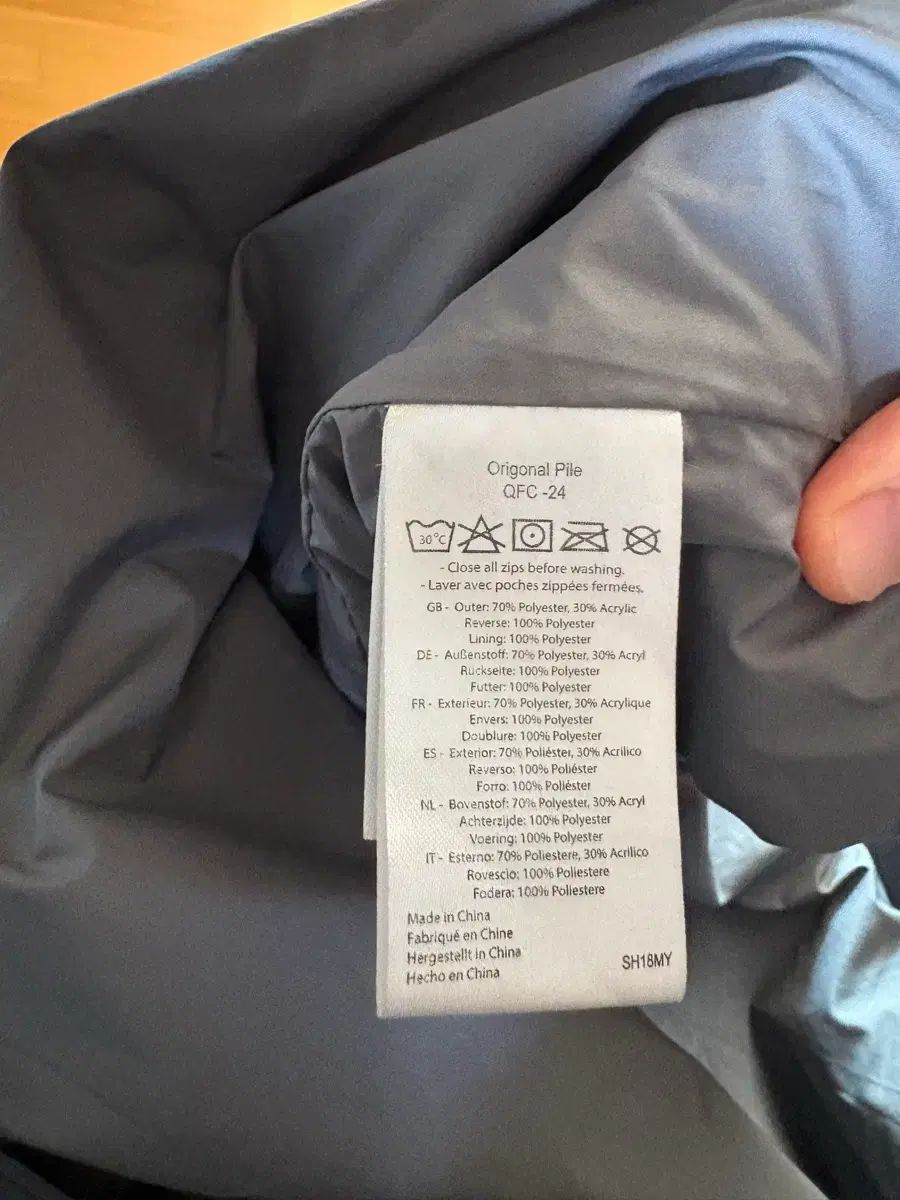 Origonal Pile
QFC -24
30°C
- Close all zips before washing.
- Laver avec poches zippées fermées.
GB - Outer: 70% Polyester, 30% Acrylic
Reverse: 100% Polyester
Lining: 100% Polyester
DE - Außenstoff: 70% Polyester, 30% Acryl
Rückseite: 100% Polyester
Futter: 100% Polyester
FR - Exterieur: 70% Polyester, 30% Acrylique
Envers: 100% Polyester
Doublure: 100% Polyester
ES - Exterior: 70% Poliéster, 30% Acrilico
Reverso: 100% Poliéster
Forro: 100% Poliéster
NL - Bovenstof: 70% Polyester, 30% Acryl
Achterzijde: 100% Polyester
Voering: 100% Polyester
IT - Esterno: 70% Poliestere, 30% Acrilico
Rovescio: 100% Poliestere
Fodera: 100% Poliestere
Made in China
Fabriqué en Chine
Hergestellt in China
Hecho en China
SH18MY